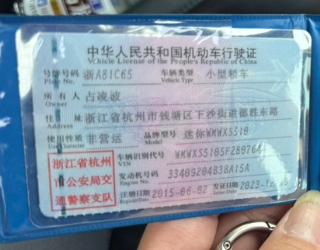 中华人民共和国机动车行驶证
Vehicle License of the People's Republic of China
号牌号码 浙A81C65 车辆类型 小型轿车
Plate No. Vehicle Type
所有人 占凌波
Owner
住址 浙江省杭州市钱塘区下沙街道都胜东路
Address
使用性质 非营运 品牌型号 迷你WMWXS518
Use Character Model
浙江省杭州 车辆识别代号
VIN
市公安局交 发动机号码
Engine No.
通警察支队 注册日期 2015-06-02 发证日期